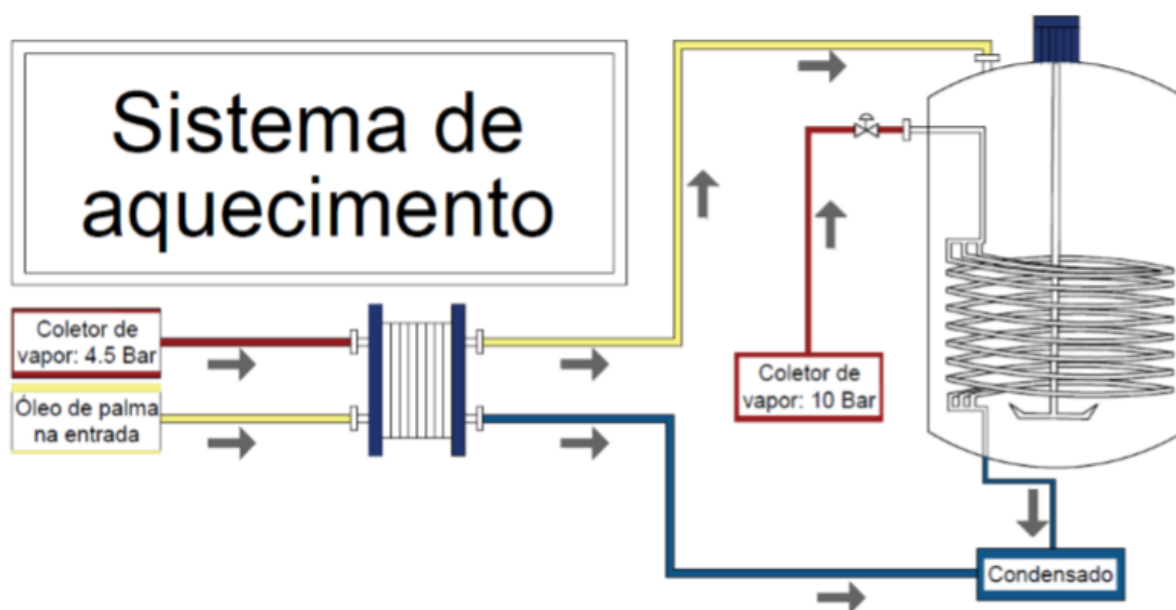 Sistema de
aquecimento
Coletor de
vapor: 4.5 Bar
Óleo de palma
na entrada
Coletor de
vapor: 10 Bar
Condensado